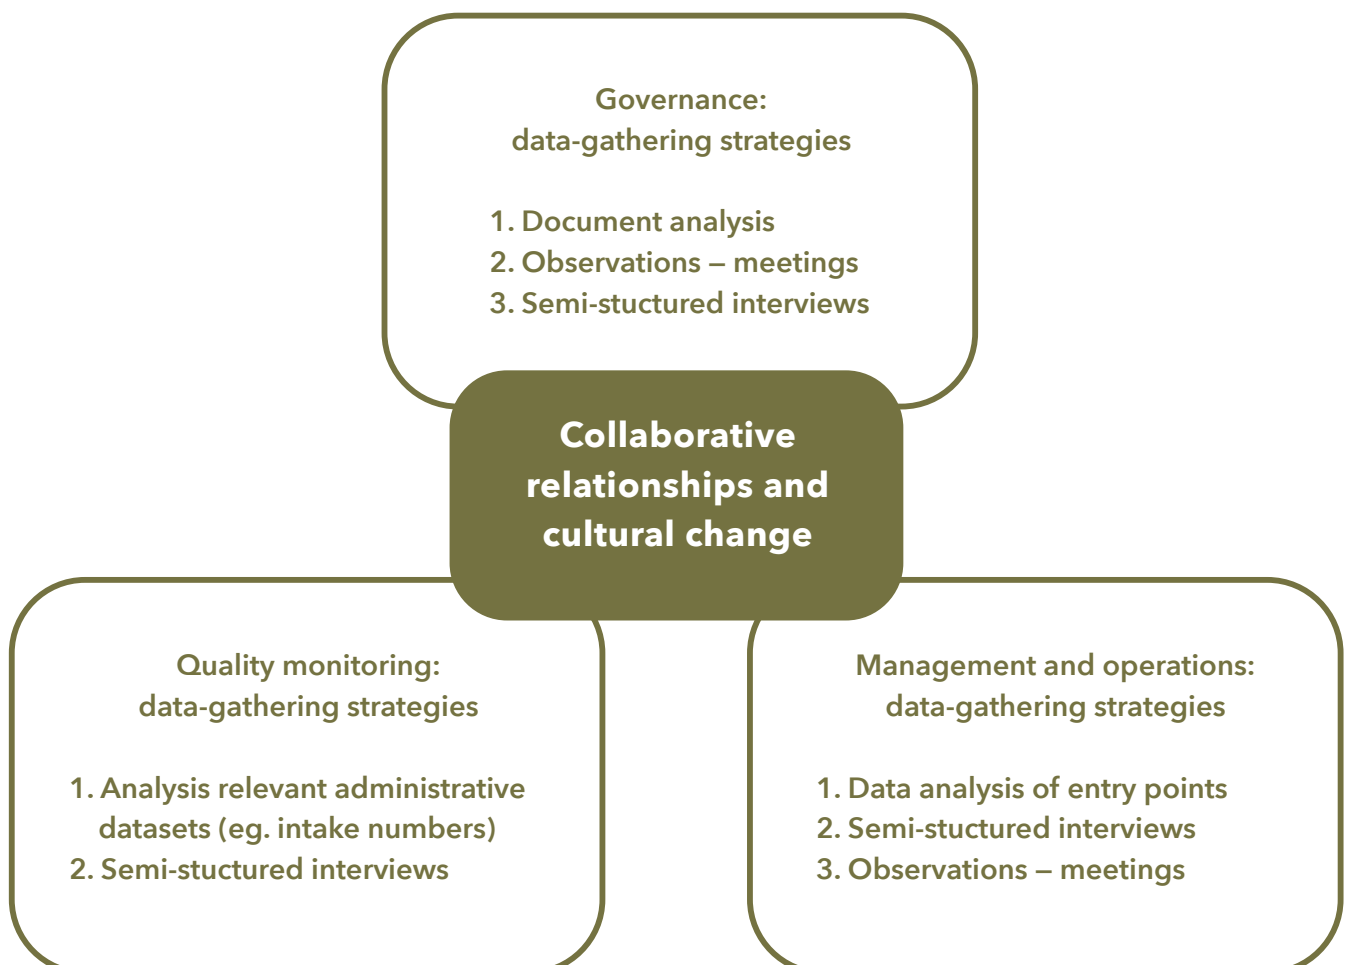 Governance:
data-gathering strategies
1. Document analysis
2. Observations – meetings
3. Semi-stuctured interviews
Collaborative
relationships and
cultural change
Quality monitoring:
data-gathering strategies
1. Analysis relevant administrative
datasets (eg. intake numbers)
2. Semi-stuctured interviews
Management and operations:
data-gathering strategies
1. Data analysis of entry points
2. Semi-stuctured interviews
3. Observations – meetings